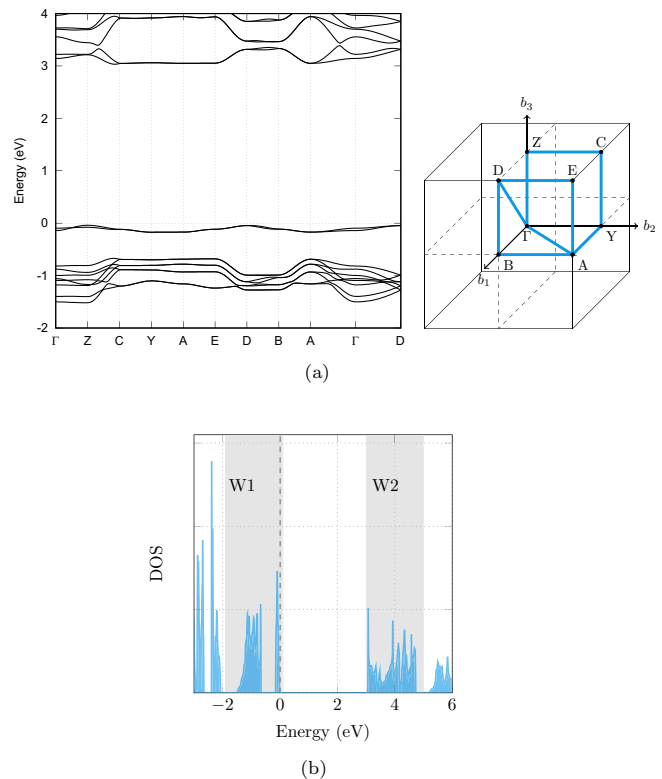 4
3
2
1
0
-1
-2
Energy (eV)
Γ Z C Y A E D B A Γ D
b3
Z C
D E
Γ Y b2
B A
b1
(a)
W1 W2
DOS
−2 0 2 4 6
Energy (eV)
(b)